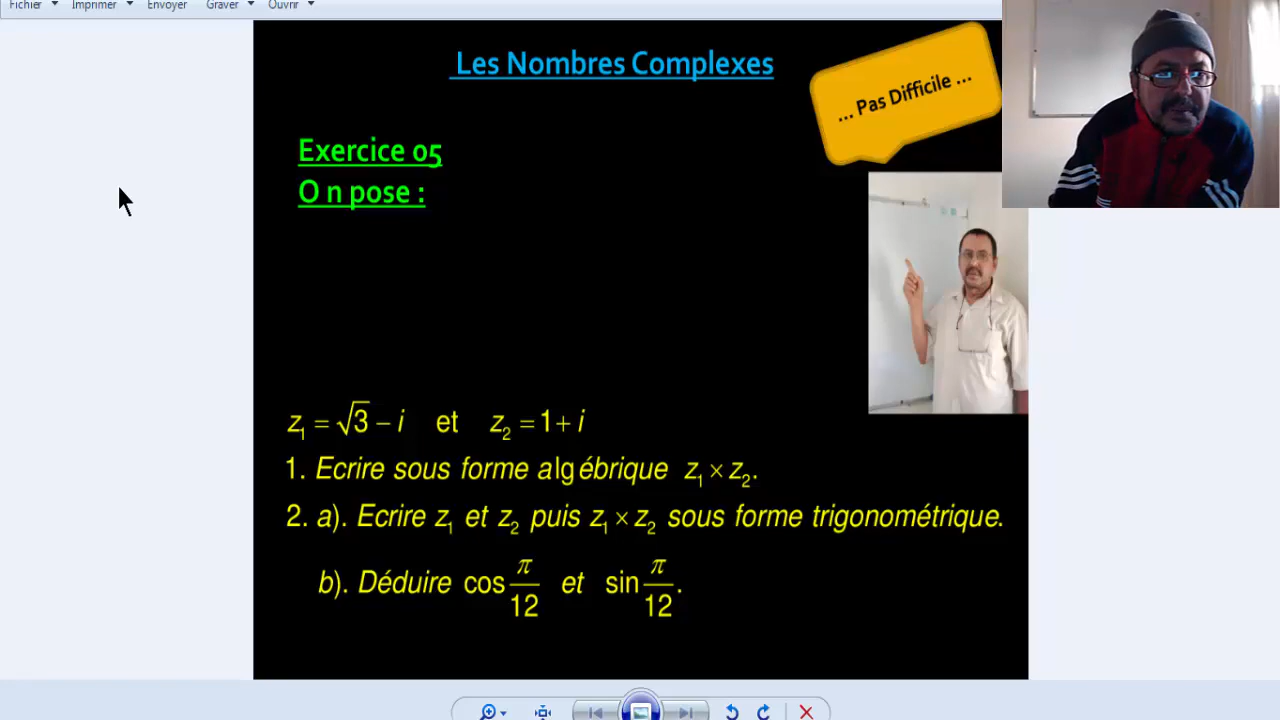 Fichier Imprimer Envoyer Graver Ouvrir
Les Nombres Complexes
... Pas Difficile ...
Exercice 05
O n pose :
z₁ = √3 − i et z₂ = 1 + i
1. Ecrire sous forme algébrique z₁ × z₂.
2. a). Ecrire z₁ et z₂ puis z₁ × z₂ sous forme trigonométrique.
b). Déduire cos π/12 et sin π/12.